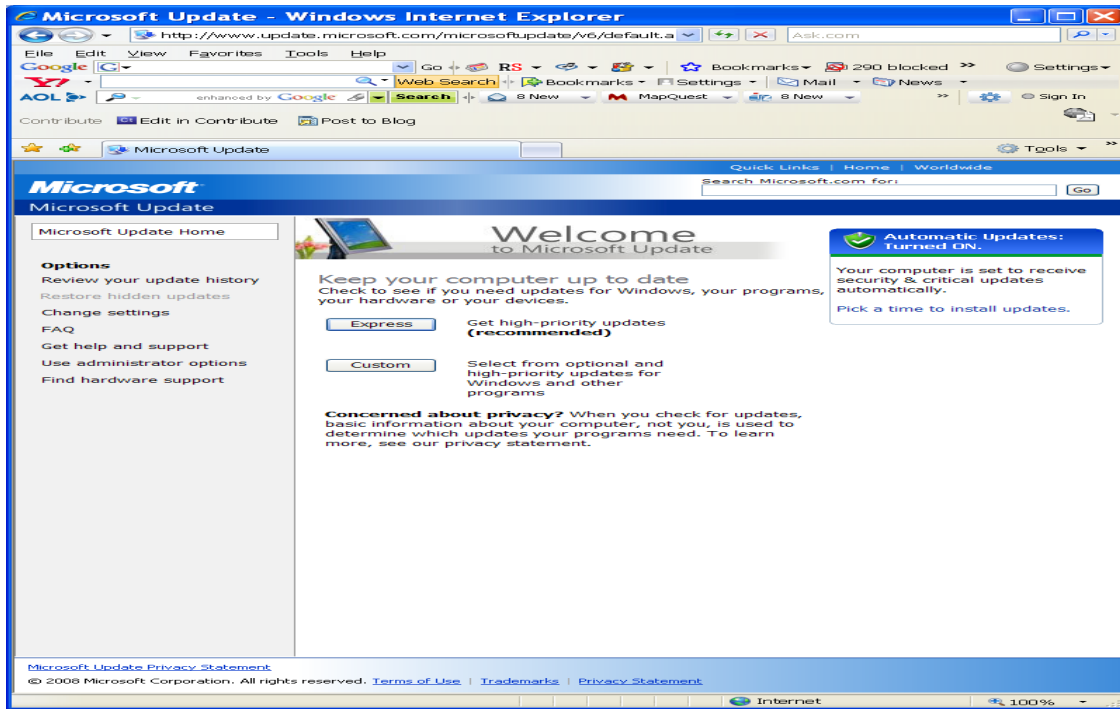 Microsoft Update - Windows Internet Explorer
http://www.update.microsoft.com/microsoftupdate/v6/default.a
Ask.com
File Edit View Favorites Tools Help
Google G Go RS Bookmarks 290 blocked >> Settings
Y! Web Search Bookmarks Settings Mail News
AOL enhanced by Google Search 8 New MapQuest 8 New >> Sign In
Contribute Edit in Contribute Post to Blog
Microsoft Update Tools >>
Quick Links | Home | Worldwide
Microsoft
Search Microsoft.com for:
Go
Microsoft Update
Microsoft Update Home
Options
Review your update history
Restore hidden updates
Change settings
FAQ
Get help and support
Use administrator options
Find hardware support
Welcome
to Microsoft Update
Keep your computer up to date
Check to see if you need updates for Windows, your programs,
your hardware or your devices.
Express
Get high-priority updates
(recommended)
Custom
Select from optional and
high-priority updates for
Windows and other
programs
Concerned about privacy? When you check for updates,
basic information about your computer, not you, is used to
determine which updates your programs need. To learn
more, see our privacy statement.
Automatic Updates:
Turned ON.
Your computer is set to receive
security & critical updates
automatically.
Pick a time to install updates.
Microsoft Update Privacy Statement
© 2008 Microsoft Corporation. All rights reserved. Terms of Use | Trademarks | Privacy Statement
Internet
100%